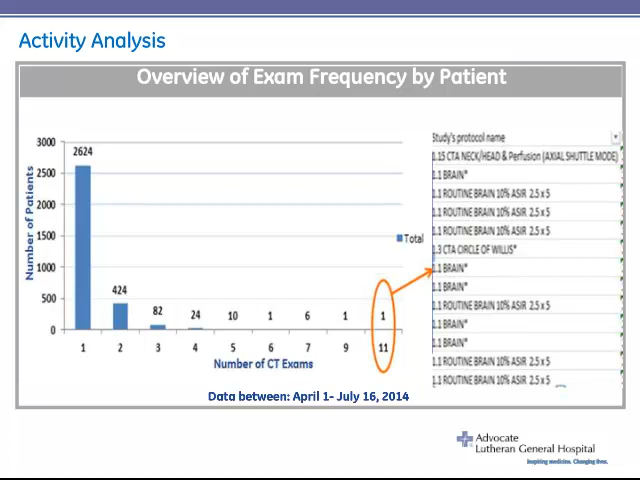 Activity Analysis
Overview of Exam Frequency by Patient
Number of Patients
3000
2500
2000
1500
1000
500
0
2624
424
82
24
10
1
6
1
1
1 2 3 4 5 6 7 9 11
Number of CT Exams
Total
Study's protocol name
1.15 CTA NECK/HEAD & Perfusion (AXIAL SHUTTLE MODE)
1.1 BRAIN*
1.1 ROUTINE BRAIN 10% ASIR 2.5 x 5
1.1 ROUTINE BRAIN 10% ASIR 2.5 x 5
1.1 ROUTINE BRAIN 10% ASIR 2.5 x 5
1.3 CTA CIRCLE OF WILLIS*
1.1 BRAIN*
1.1 BRAIN*
1.1 ROUTINE BRAIN 10% ASIR 2.5 x 5
1.1 BRAIN*
1.1 BRAIN*
1.1 ROUTINE BRAIN 10% ASIR 2.5 x 5
1.1 ROUTINE BRAIN 10% ASIR 2.5 x 5
Data between: April 1- July 16, 2014
Advocate
Lutheran General Hospital
Inspiring medicine. Changing lives.